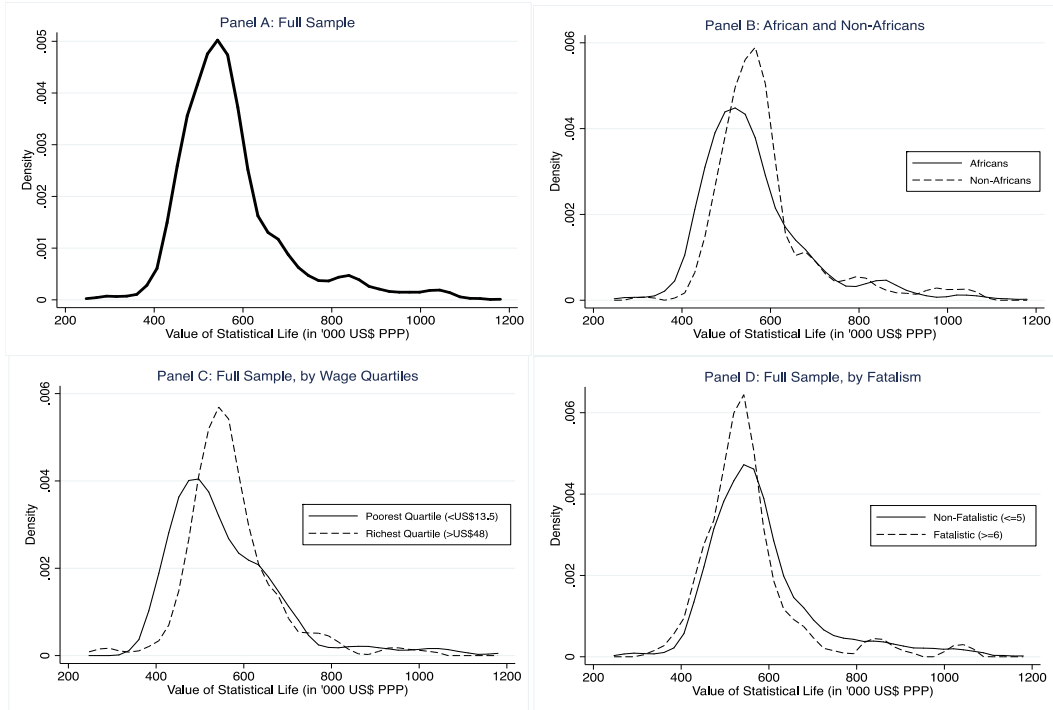 Panel A: Full Sample
Density
0
.001
.002
.003
.004
.005
200
400
600
800
1000
1200
Value of Statistical Life (in '000 US$ PPP)
Panel B: African and Non-Africans
Density
0
.002
.004
.006
Africans
Non-Africans
200
400
600
800
1000
1200
Value of Statistical Life (in '000 US$ PPP)
Panel C: Full Sample, by Wage Quartiles
Density
0
.002
.004
.006
Poorest Quartile (<US$13.5)
Richest Quartile (>US$48)
200
400
600
800
1000
1200
Value of Statistical Life (in '000 US$ PPP)
Panel D: Full Sample, by Fatalism
Density
0
.002
.004
.006
Non-Fatalistic (<=5)
Fatalistic (>=6)
200
400
600
800
1000
1200
Value of Statistical Life (in '000 US$ PPP)